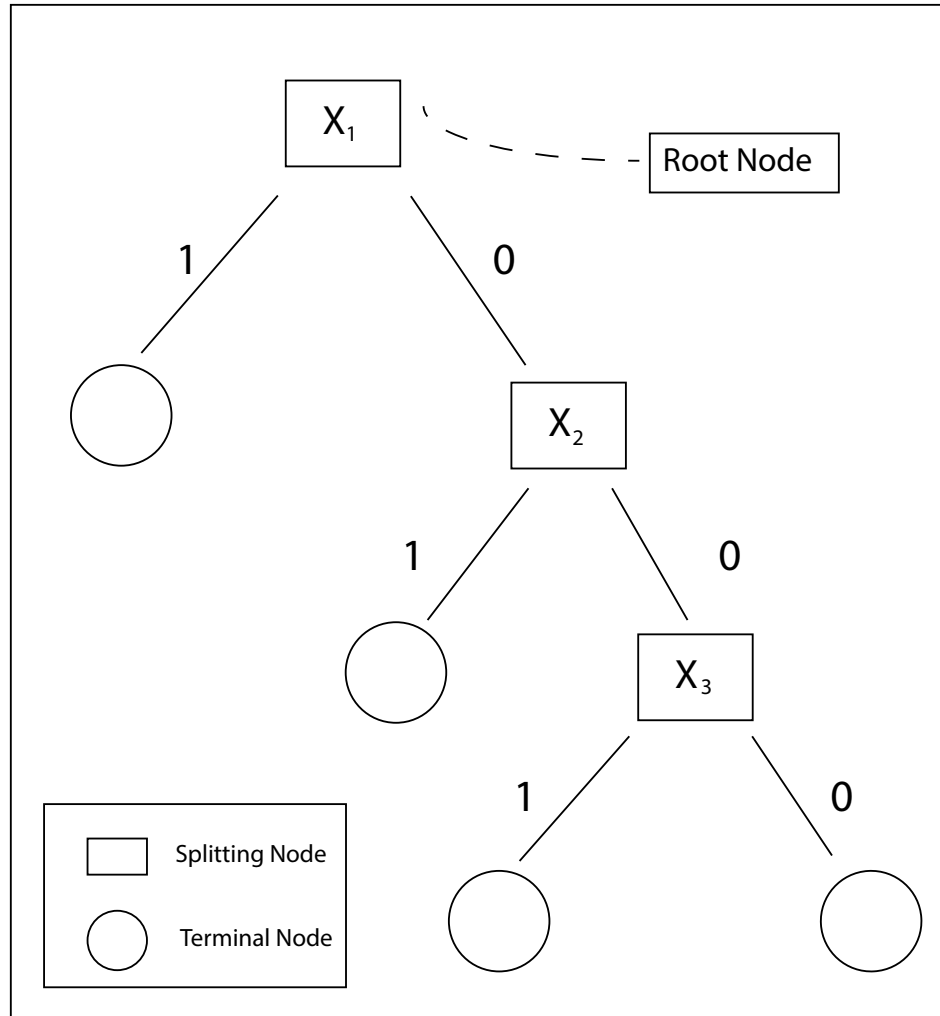 X₁
Root Node
1
0
X₂
1
0
X₃
1
0
Splitting Node
Terminal Node